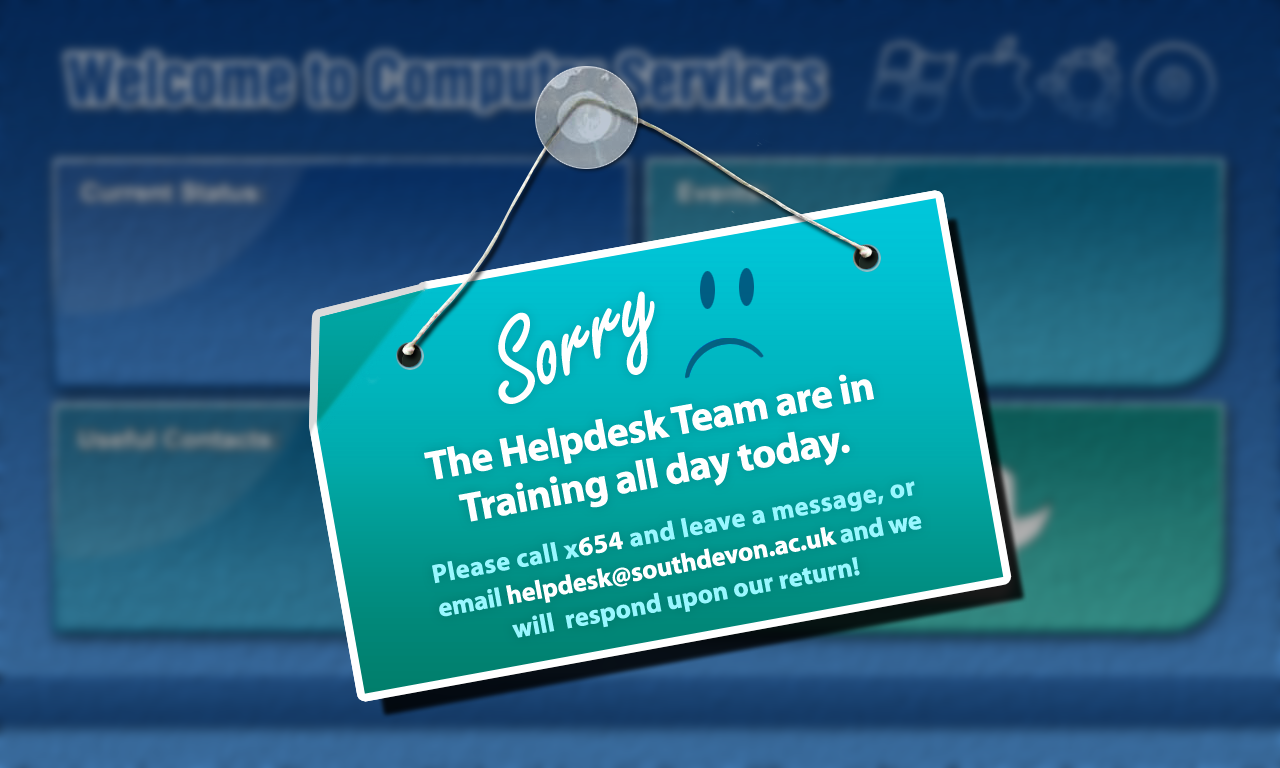 Welcome to Computer Services
Current Status:
Useful Contacts:
Sorry
The Helpdesk Team are in
Training all day today.
Please call x654 and leave a message, or
email helpdesk@southdevon.ac.uk and we
will respond upon our return!